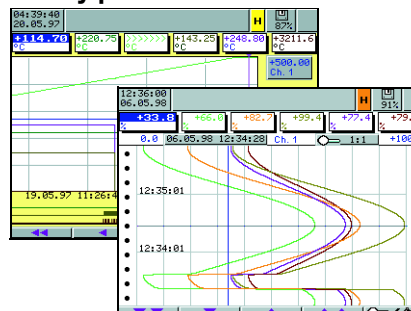 04:39:40
20.05.97
H
87%
+114.70 +220.75 >>>>>>> +143.25 +248.80 +3211.6
°C °C °C °C °C °C
+500.00
Ch. 1
19.05.97 11:26:4
12:36:00
06.05.98
H
91%
+33.8 +66.0 +82.7 +99.4 +77.4 +79.
% % % % % %
0.0 06.05.98 12:34:28 Ch. 1 1:1 +100
12:35:01
12:34:01